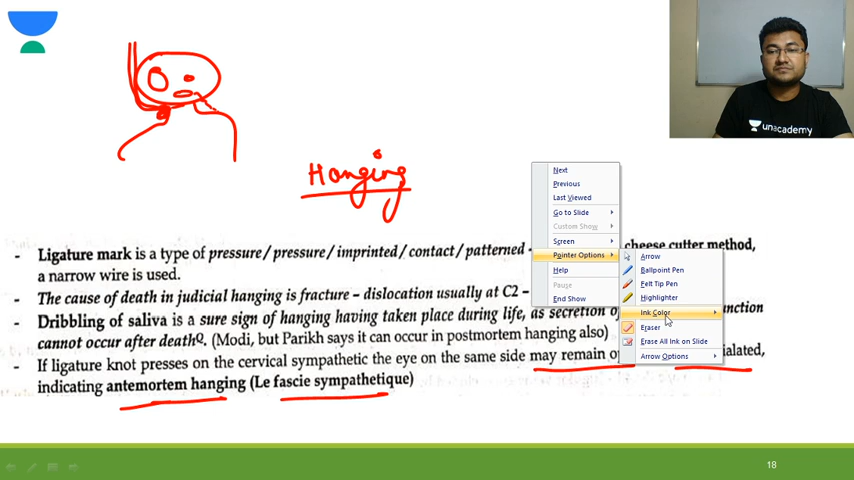 unacademy
Hanging
Next
Previous
Last Viewed
Go to Slide
Custom Show
Screen
Pointer Options
Help
Pause
End Show
Arrow
Ballpoint Pen
Felt Tip Pen
Highlighter
Ink Color
Eraser
Erase All Ink on Slide
Arrow Options
- Ligature mark is a type of pressure/pressure/imprinted/contact/patterned - cheese cutter method,
a narrow wire is used.
- The cause of death in judicial hanging is fracture – dislocation usually at C2 –
- Dribbling of saliva is a sure sign of hanging having taken place during life, as secretion
cannot occur after death. (Modi, but Parikh says it can occur in postmortem hanging also)
- If ligature knot presses on the cervical sympathetic the eye on the same side may remain
indicating antemortem hanging (Le fascie sympathetique)
18